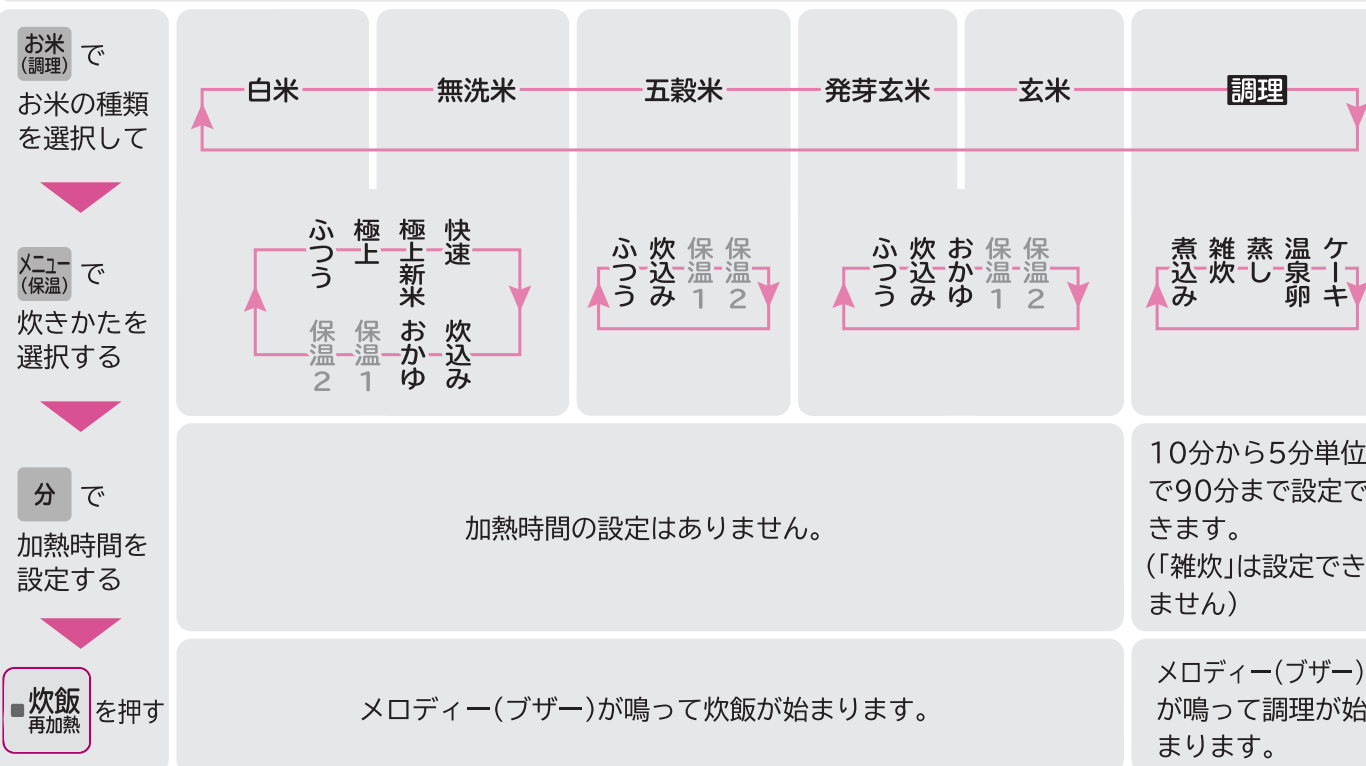 お米
(調理)
で
お米の種類
を選択して
白米
無洗米
五穀米
発芽玄米
玄米
調理
メニュー
(保温)
で
炊きかたを
選択する
ふつう
極上
極上新米
快速
炊込み
おかゆ
保温1
保温2
ふつう
炊込み
保温1
保温2
ふつう
炊込み
おかゆ
保温1
保温2
煮込み
雑炊
蒸し
温泉卵
ケーキ
分
で
加熱時間を
設定する
加熱時間の設定はありません。
10分から5分単位
で90分まで設定で
きます。
(「雑炊」は設定でき
ません)
炊飯
再加熱
を押す
メロディー(ブザー)が鳴って炊飯が始まります。
メロディー(ブザー)
が鳴って調理が始
まります。